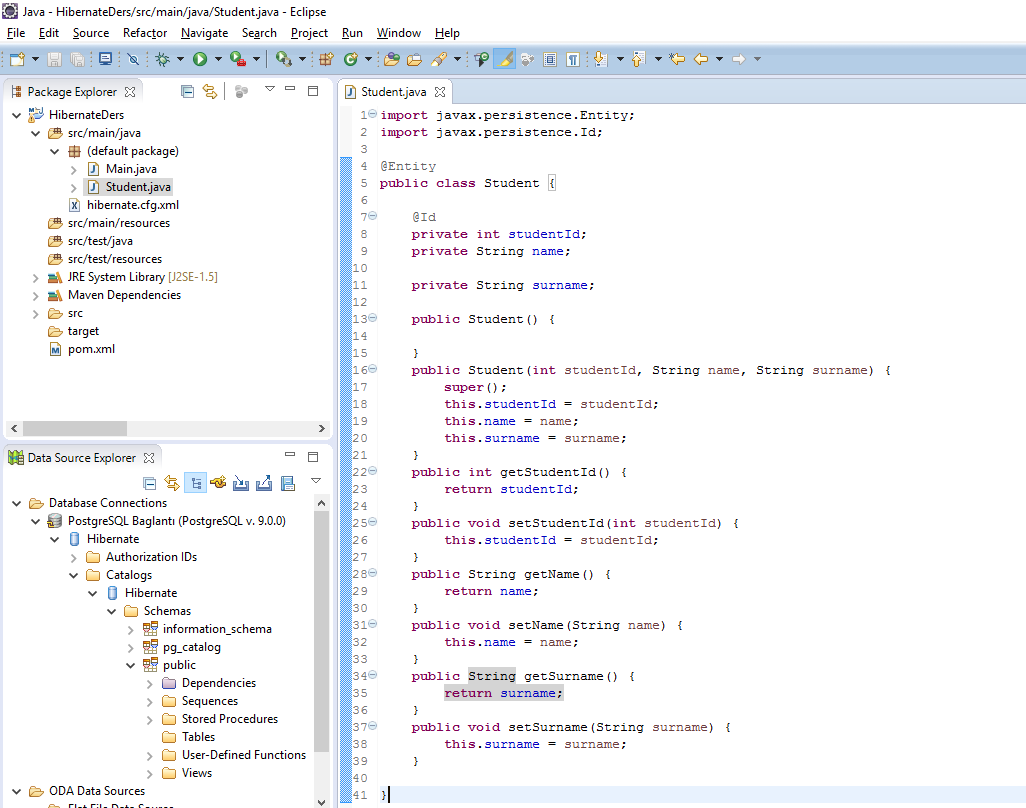 Java - HibernateDers/src/main/java/Student.java - Eclipse
File Edit Source Refactor Navigate Search Project Run Window Help
Package Explorer
HibernateDers
src/main/java
(default package)
Main.java
Student.java
hibernate.cfg.xml
src/main/resources
src/test/java
src/test/resources
JRE System Library [J2SE-1.5]
Maven Dependencies
src
target
pom.xml
Data Source Explorer
Database Connections
PostgreSQL Baglantı (PostgreSQL v. 9.0.0)
Hibernate
Authorization IDs
Catalogs
Hibernate
Schemas
information_schema
pg_catalog
public
Dependencies
Sequences
Stored Procedures
Tables
User-Defined Functions
Views
ODA Data Sources
Flat File Data Source
Student.java
1 import javax.persistence.Entity;
2 import javax.persistence.Id;
3
4 @Entity
5 public class Student {
6
7 @Id
8 private int studentId;
9 private String name;
10
11 private String surname;
12
13 public Student() {
14
15 }
16 public Student(int studentId, String name, String surname) {
17 super();
18 this.studentId = studentId;
19 this.name = name;
20 this.surname = surname;
21 }
22 public int getStudentId() {
23 return studentId;
24 }
25 public void setStudentId(int studentId) {
26 this.studentId = studentId;
27 }
28 public String getName() {
29 return name;
30 }
31 public void setName(String name) {
32 this.name = name;
33 }
34 public String getSurname() {
35 return surname;
36 }
37 public void setSurname(String surname) {
38 this.surname = surname;
39 }
40
41 }